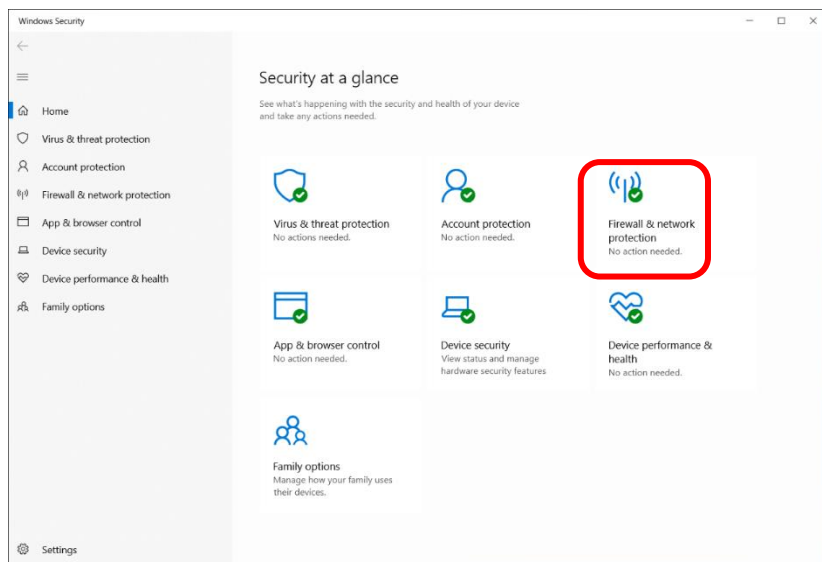 Windows Security
Home
Virus & threat protection
Account protection
Firewall & network protection
App & browser control
Device security
Device performance & health
Family options
Settings
Security at a glance
See what's happening with the security and health of your device
and take any actions needed.
Virus & threat protection
No actions needed.
Account protection
No action needed.
Firewall & network
protection
No action needed.
App & browser control
No action needed.
Device security
View status and manage
hardware security features
Device performance &
health
No action needed.
Family options
Manage how your family uses
their devices.